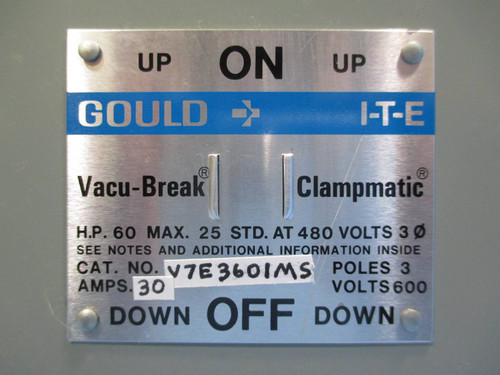 UP ON UP
GOULD I-T-E
Vacu-Break® Clampmatic®
H.P. 60 MAX. 25 STD. AT 480 VOLTS 3Ø
SEE NOTES AND ADDITIONAL INFORMATION INSIDE
CAT. NO. V7E3601MS POLES 3
AMPS. 30 VOLTS 600
DOWN OFF DOWN